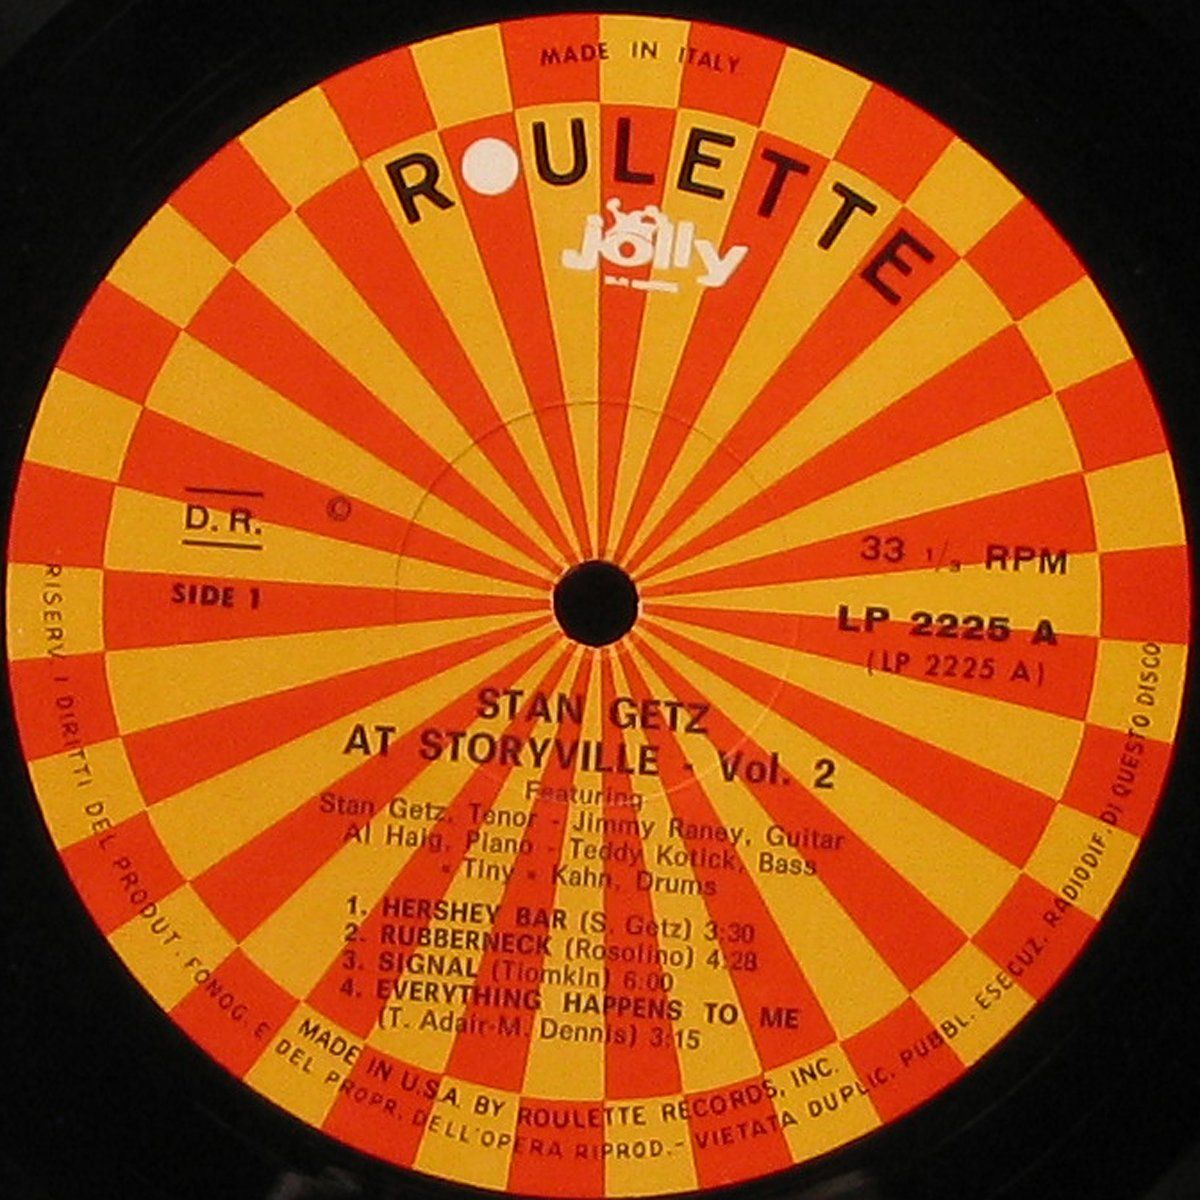 MADE IN ITALY
ROULETTE
jolly
D. R.
©
SIDE 1
33 1/3 RPM
LP 2225 A
(LP 2225 A)
STAN GETZ
AT STORYVILLE - Vol. 2
Featuring
Stan Getz, Tenor - Jimmy Raney, Guitar
Al Haig, Piano - Teddy Kotick, Bass
« Tiny » Kahn, Drums
1. HERSHEY BAR (S. Getz) 3:30
2. RUBBERNECK (Rosolino) 4:28
3. SIGNAL (Tiomkin) 6:00
4. EVERYTHING HAPPENS TO ME
(T. Adair-M. Dennis) 3:15
MADE IN U.S.A. BY ROULETTE RECORDS, INC.
RISERV. I DIRITTI DEL PRODUT. FONOG. E DEL PROPR. DELL'OPERA RIPROD.- VIETATA DUPLIC. PUBBL. ESECUZ. RADIODIF. DI QUESTO DISCO